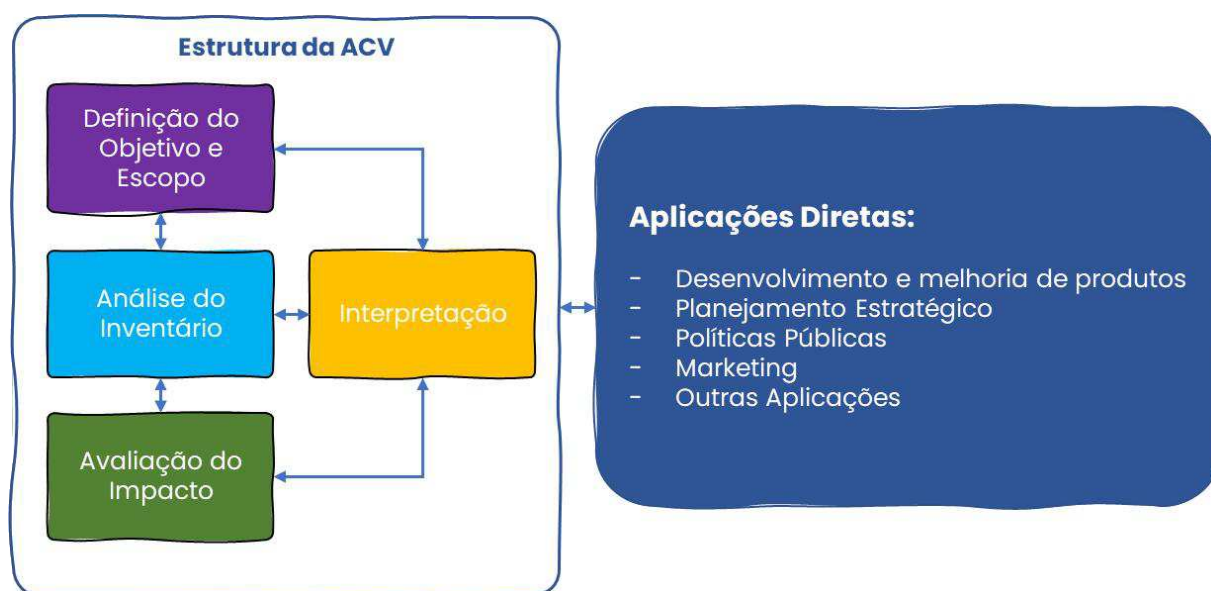 Estrutura da ACV
Definição do
Objetivo e
Escopo
Análise do
Inventário
Interpretação
Avaliação do
Impacto
Aplicações Diretas:
- Desenvolvimento e melhoria de produtos
- Planejamento Estratégico
- Políticas Públicas
- Marketing
- Outras Aplicações